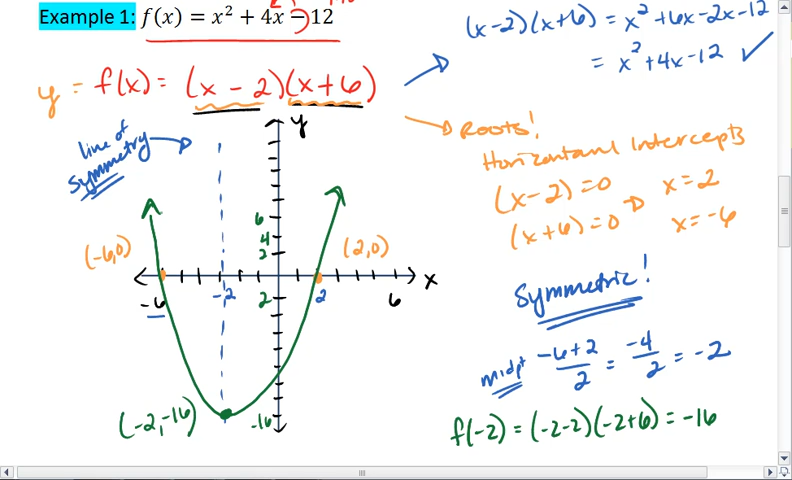 Example 1: f(x) = x² + 4x − 12
y = f(x) = (x - 2)(x + 6)
(x-2)(x+6) = x² + 6x - 2x - 12
= x² + 4x - 12 ✓
line of
symmetry
y
Roots!
Horizontal Intercepts
(x-2) = 0 x = 2
(x+6) = 0 x = -6
6
4
2
(-6,0)
(2,0)
x
-6
-2
2
2
6
Symmetric!
midpt -6+2/2 = -4/2 = -2
(-2,-16)
-16
f(-2) = (-2-2)(-2+6) = -16